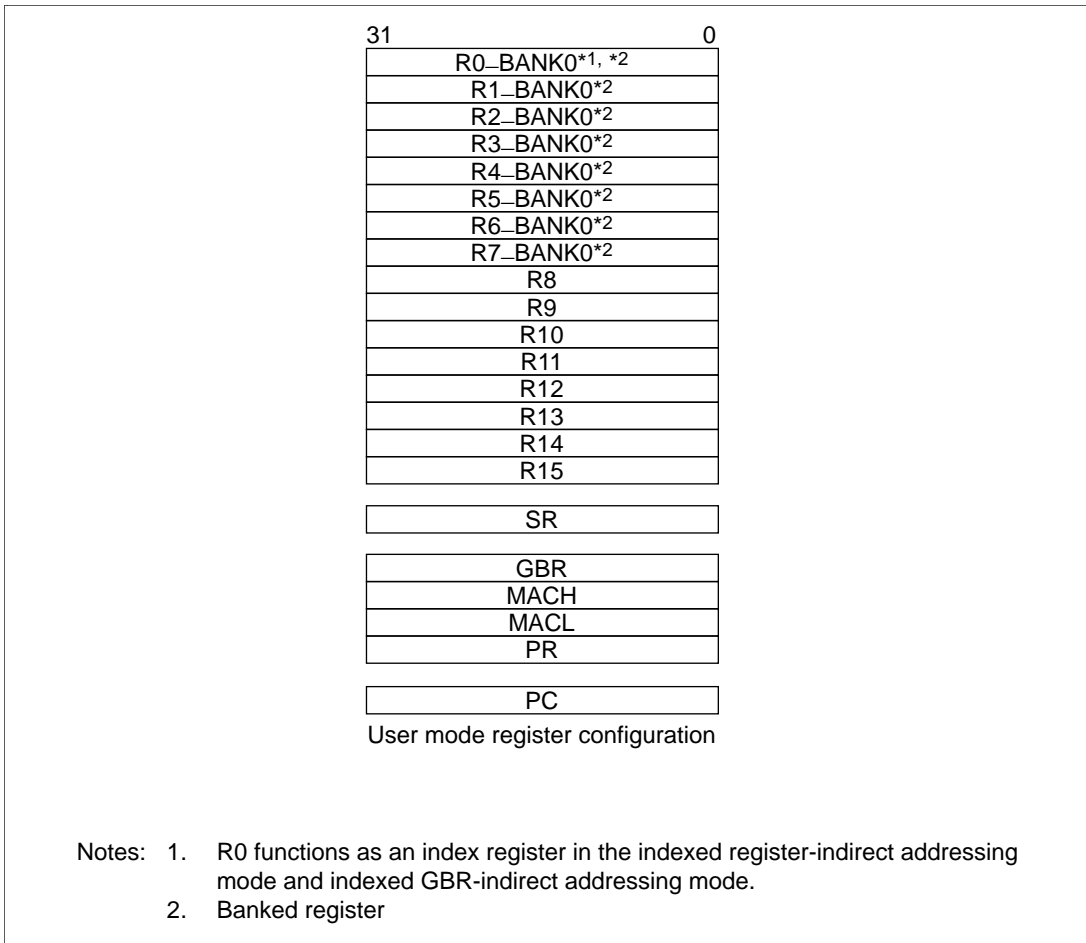 31 0
R0_BANK0*1, *2
R1_BANK0*2
R2_BANK0*2
R3_BANK0*2
R4_BANK0*2
R5_BANK0*2
R6_BANK0*2
R7_BANK0*2
R8
R9
R10
R11
R12
R13
R14
R15
SR
GBR
MACH
MACL
PR
PC
User mode register configuration
Notes: 1. R0 functions as an index register in the indexed register-indirect addressing
mode and indexed GBR-indirect addressing mode.
2. Banked register